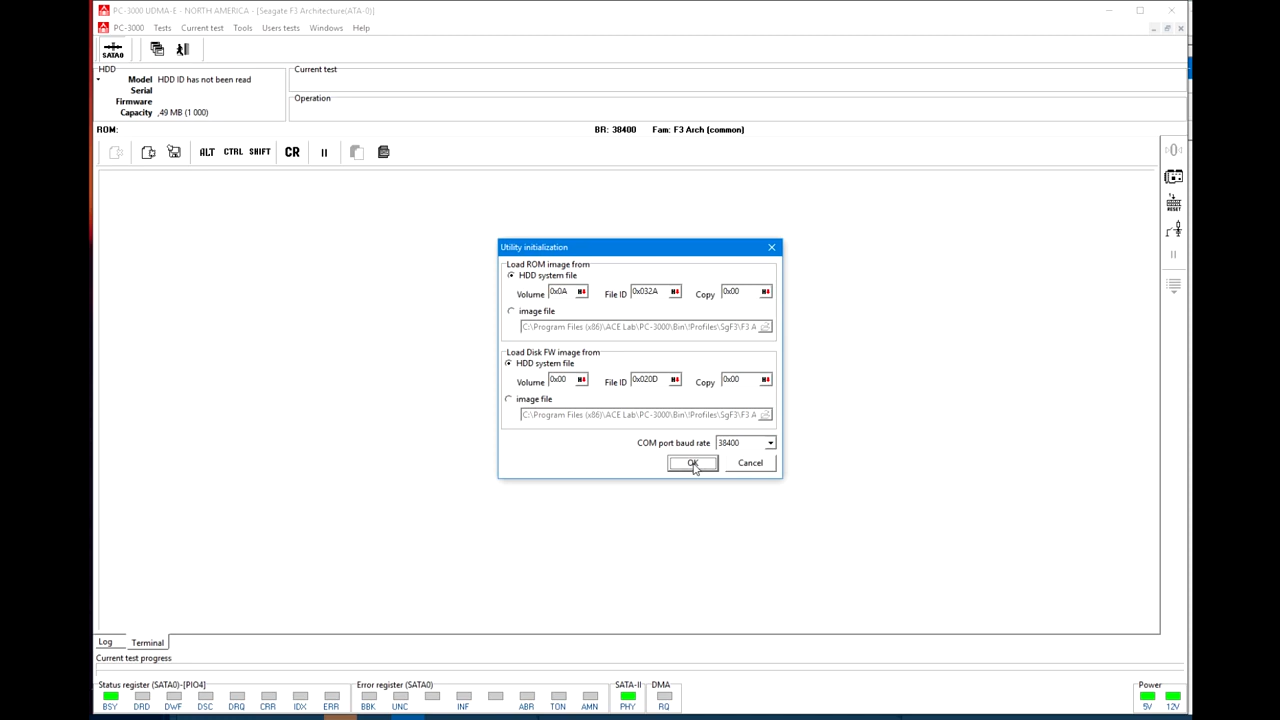 PC-3000 UDMA-E - NORTH AMERICA - [Seagate F3 Architecture(ATA-0)]
PC-3000 Tests Current test Tools Users tests Windows Help
SATA0
HDD
Model HDD ID has not been read
Serial
Firmware
Capacity ,49 MB (1 000)
Current test
Operation
ROM: BR: 38400 Fam: F3 Arch (common)
ALT CTRL SHIFT CR
RESET
Utility initialization
Load ROM image from
HDD system file
Volume 0x0A File ID 0x032A Copy 0x00
image file
C:\Program Files (x86)\ACE Lab\PC-3000\Bin\!Profiles\SgF3\F3 A
Load Disk FW image from
HDD system file
Volume 0x00 File ID 0x020D Copy 0x00
image file
C:\Program Files (x86)\ACE Lab\PC-3000\Bin\!Profiles\SgF3\F3 A
COM port baud rate 38400
OK Cancel
Log Terminal
Current test progress
Status register (SATA0)-[PIO4] Error register (SATA0) SATA-II DMA Power
BSY DRD DWF DSC DRQ CRR IDX ERR BBK UNC INF ABR TON AMN PHY RQ 5V 12V